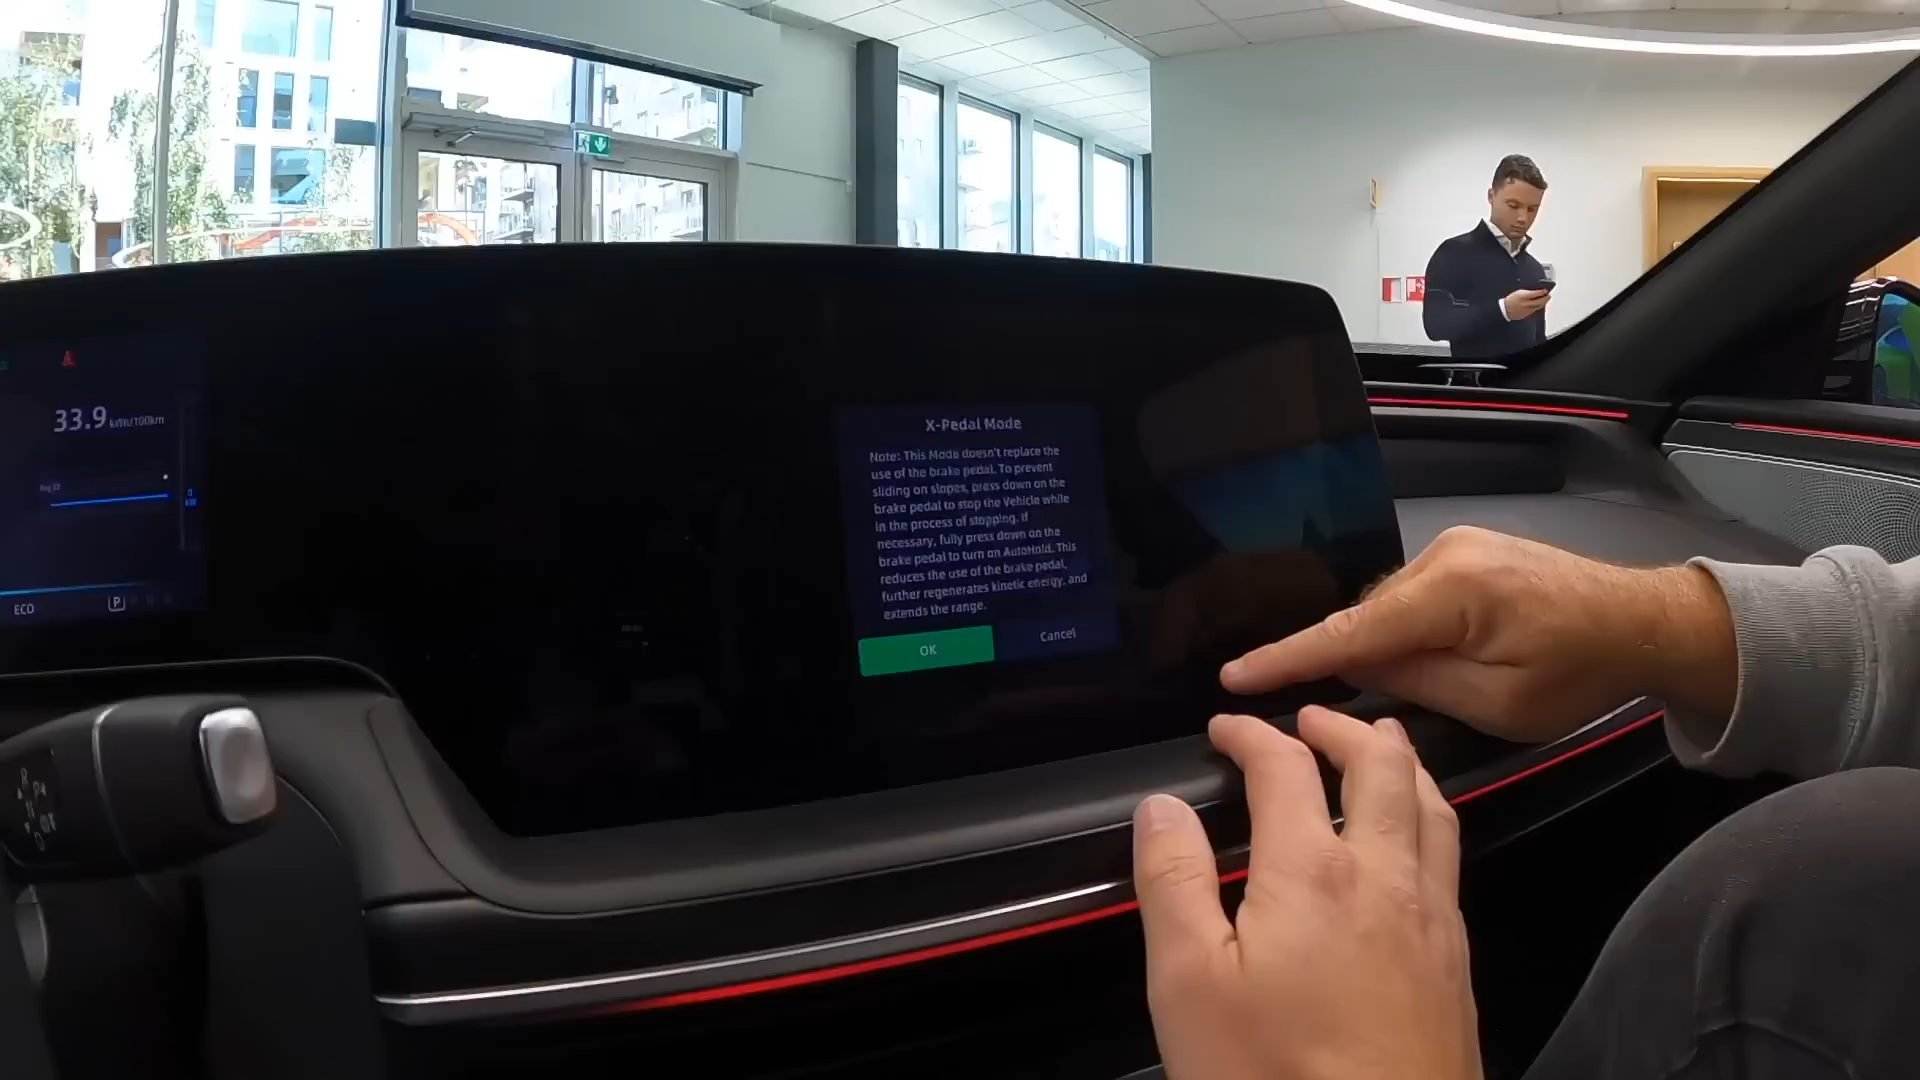 33.9 kWh/100km
ECO
P
X-Pedal Mode
Note: This Mode doesn't replace the
use of the brake pedal. To prevent
sliding on slopes, press down on the
brake pedal to stop the Vehicle while
in the process of stopping. If
necessary, fully press down on the
brake pedal to turn on AutoHold. This
reduces the use of the brake pedal,
further regenerates kinetic energy, and
extends the range.
OK
Cancel